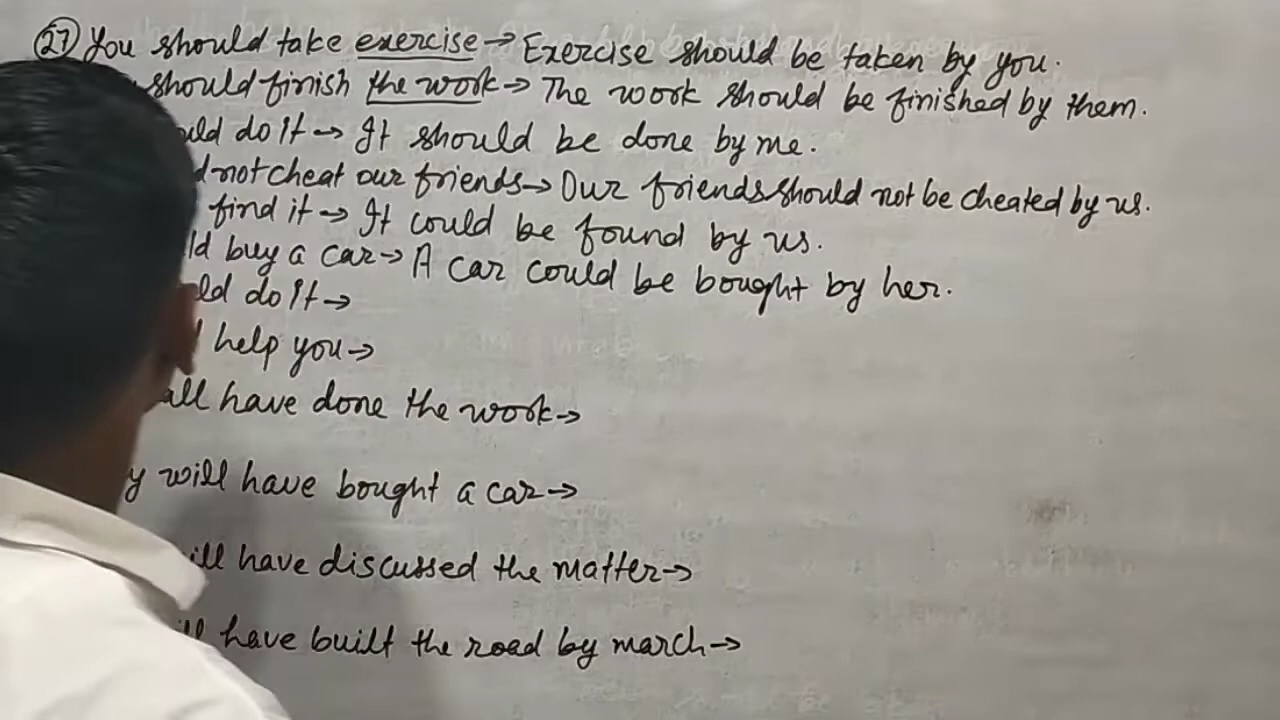 27 You should take exercise → Exercise should be taken by you.
should finish the work → The work should be finished by them.
do it → It should be done by me.
not cheat our friends → Our friends should not be cheated by us.
find it → It could be found by us.
buy a car → A car could be bought by her.
do it →
help you →
have done the work →
will have bought a car →
have discussed the matter →
have built the road by march →